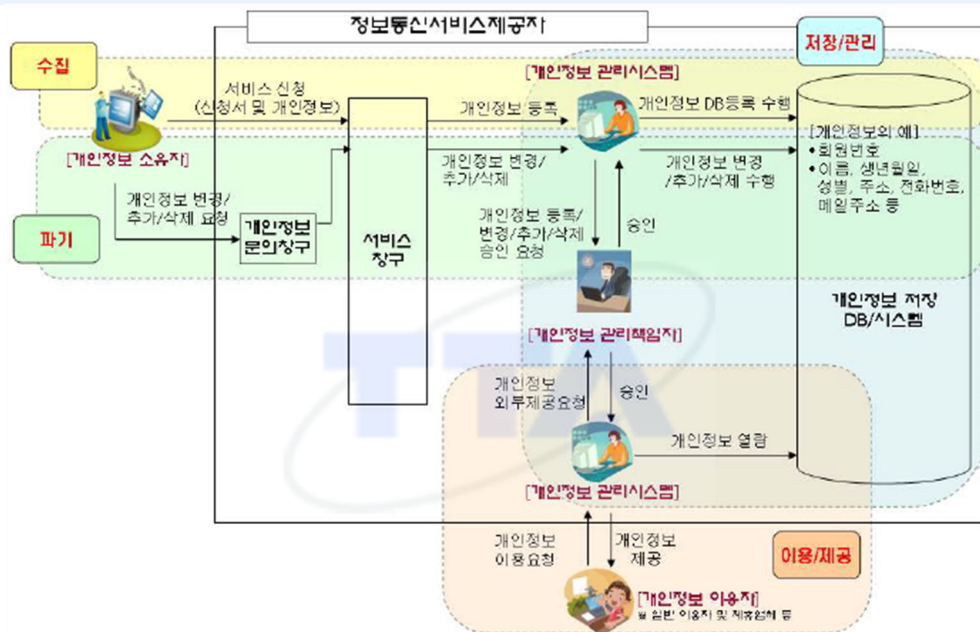 정보통신서비스제공자
저장/관리
수집
서비스 신청
(신청서 및 개인정보)
[개인정보 관리시스템]
개인정보 등록
개인정보 DB등록 수행
[개인정보 소유자]
[개인정보의 예]
•회원번호
•이름, 생년월일,
성별, 주소, 전화번호,
메일주소 등
개인정보 변경/
추가/삭제
개인정보 변경
/추가/삭제 수행
개인정보 변경/
추가/삭제 요청
파기
개인정보
문의창구
서비스
창구
개인정보 등록/
변경/추가/삭제
승인 요청
승인
개인정보 저장
DB/시스템
[개인정보 관리책임자]
TTA
개인정보
외부제공요청
승인
개인정보 열람
[개인정보 관리시스템]
개인정보
이용요청
개인정보
제공
이용/제공
[개인정보 이용자]
※ 일반 이용자 및 제휴업체 등